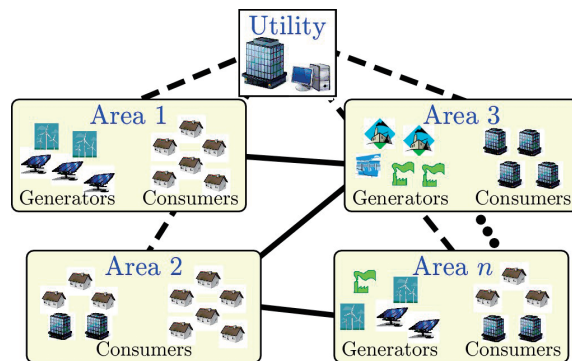 Utility
Area 1
Generators Consumers
Area 3
Generators Consumers
Area 2
Consumers
Area n
Generators Consumers